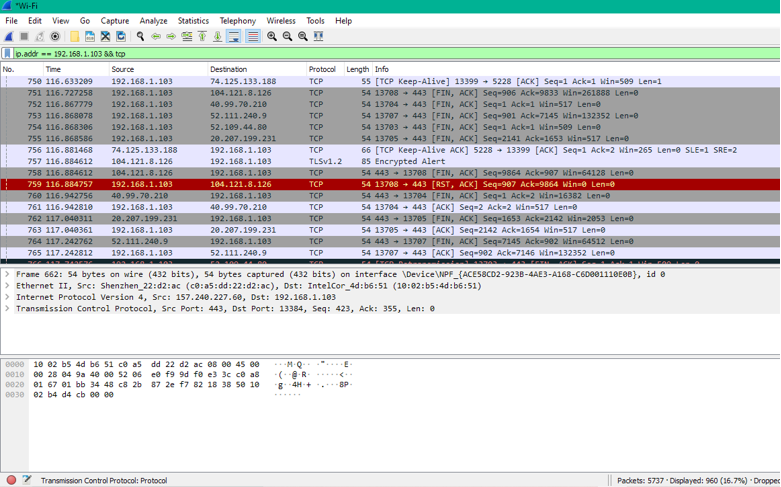 *Wi-Fi
File Edit View Go Capture Analyze Statistics Telephony Wireless Tools Help
ip.addr == 192.168.1.103 && tcp
No. Time Source Destination Protocol Length Info
750 116.633209 192.168.1.103 74.125.133.188 TCP 55 [TCP Keep-Alive] 13399 → 5228 [ACK] Seq=1 Ack=1 Win=509 Len=1
751 116.727258 192.168.1.103 104.121.8.126 TCP 54 13708 → 443 [FIN, ACK] Seq=906 Ack=9833 Win=261888 Len=0
752 116.867779 192.168.1.103 40.99.70.210 TCP 54 13704 → 443 [FIN, ACK] Seq=1 Ack=1 Win=517 Len=0
753 116.868078 192.168.1.103 52.111.240.9 TCP 54 13707 → 443 [FIN, ACK] Seq=901 Ack=7145 Win=132352 Len=0
754 116.868306 192.168.1.103 52.109.44.80 TCP 54 13703 → 443 [FIN, ACK] Seq=1 Ack=1 Win=509 Len=0
755 116.868586 192.168.1.103 20.207.199.231 TCP 54 13705 → 443 [FIN, ACK] Seq=2141 Ack=1653 Win=517 Len=0
756 116.881468 74.125.133.188 192.168.1.103 TCP 66 [TCP Keep-Alive ACK] 5228 → 13399 [ACK] Seq=1 Ack=2 Win=265 Len=0 SLE=1 SRE=2
757 116.884612 104.121.8.126 192.168.1.103 TLSv1.2 85 Encrypted Alert
758 116.884612 104.121.8.126 192.168.1.103 TCP 54 443 → 13708 [FIN, ACK] Seq=9864 Ack=907 Win=64128 Len=0
759 116.884757 192.168.1.103 104.121.8.126 TCP 54 13708 → 443 [RST, ACK] Seq=907 Ack=9864 Win=0 Len=0
760 116.942756 40.99.70.210 192.168.1.103 TCP 54 443 → 13704 [FIN, ACK] Seq=1 Ack=2 Win=16382 Len=0
761 116.942810 192.168.1.103 40.99.70.210 TCP 54 13704 → 443 [ACK] Seq=2 Ack=2 Win=517 Len=0
762 117.040311 20.207.199.231 192.168.1.103 TCP 54 443 → 13705 [FIN, ACK] Seq=1653 Ack=2142 Win=2053 Len=0
763 117.040361 192.168.1.103 20.207.199.231 TCP 54 13705 → 443 [ACK] Seq=2142 Ack=1654 Win=517 Len=0
764 117.242762 52.111.240.9 192.168.1.103 TCP 54 443 → 13707 [FIN, ACK] Seq=7145 Ack=902 Win=64512 Len=0
765 117.242812 192.168.1.103 52.111.240.9 TCP 54 13707 → 443 [ACK] Seq=902 Ack=7146 Win=132352 Len=0
Frame 662: 54 bytes on wire (432 bits), 54 bytes captured (432 bits) on interface \Device\NPF_{ACE58CD2-923B-4AE3-A168-C6D001110E0B}, id 0
Ethernet II, Src: Shenzhen_22:d2:ac (c0:a5:dd:22:d2:ac), Dst: IntelCor_4d:b6:51 (10:02:b5:4d:b6:51)
Internet Protocol Version 4, Src: 157.240.227.60, Dst: 192.168.1.103
Transmission Control Protocol, Src Port: 443, Dst Port: 13384, Seq: 423, Ack: 355, Len: 0
0000 10 02 b5 4d b6 51 c0 a5 dd 22 d2 ac 08 00 45 00 ···M·Q·· ·"····E·
0010 00 28 04 9a 40 00 52 06 e0 f9 9d f0 e3 3c c0 a8 ·(··@·R· ·····<··
0020 01 67 01 bb 34 48 c8 2b 87 2e f7 82 18 38 50 10 ·g··4H·+ ·.···8P·
0030 02 b4 d4 cb 00 00 ······
Transmission Control Protocol: Protocol
Packets: 5737 · Displayed: 960 (16.7%) · Dropped